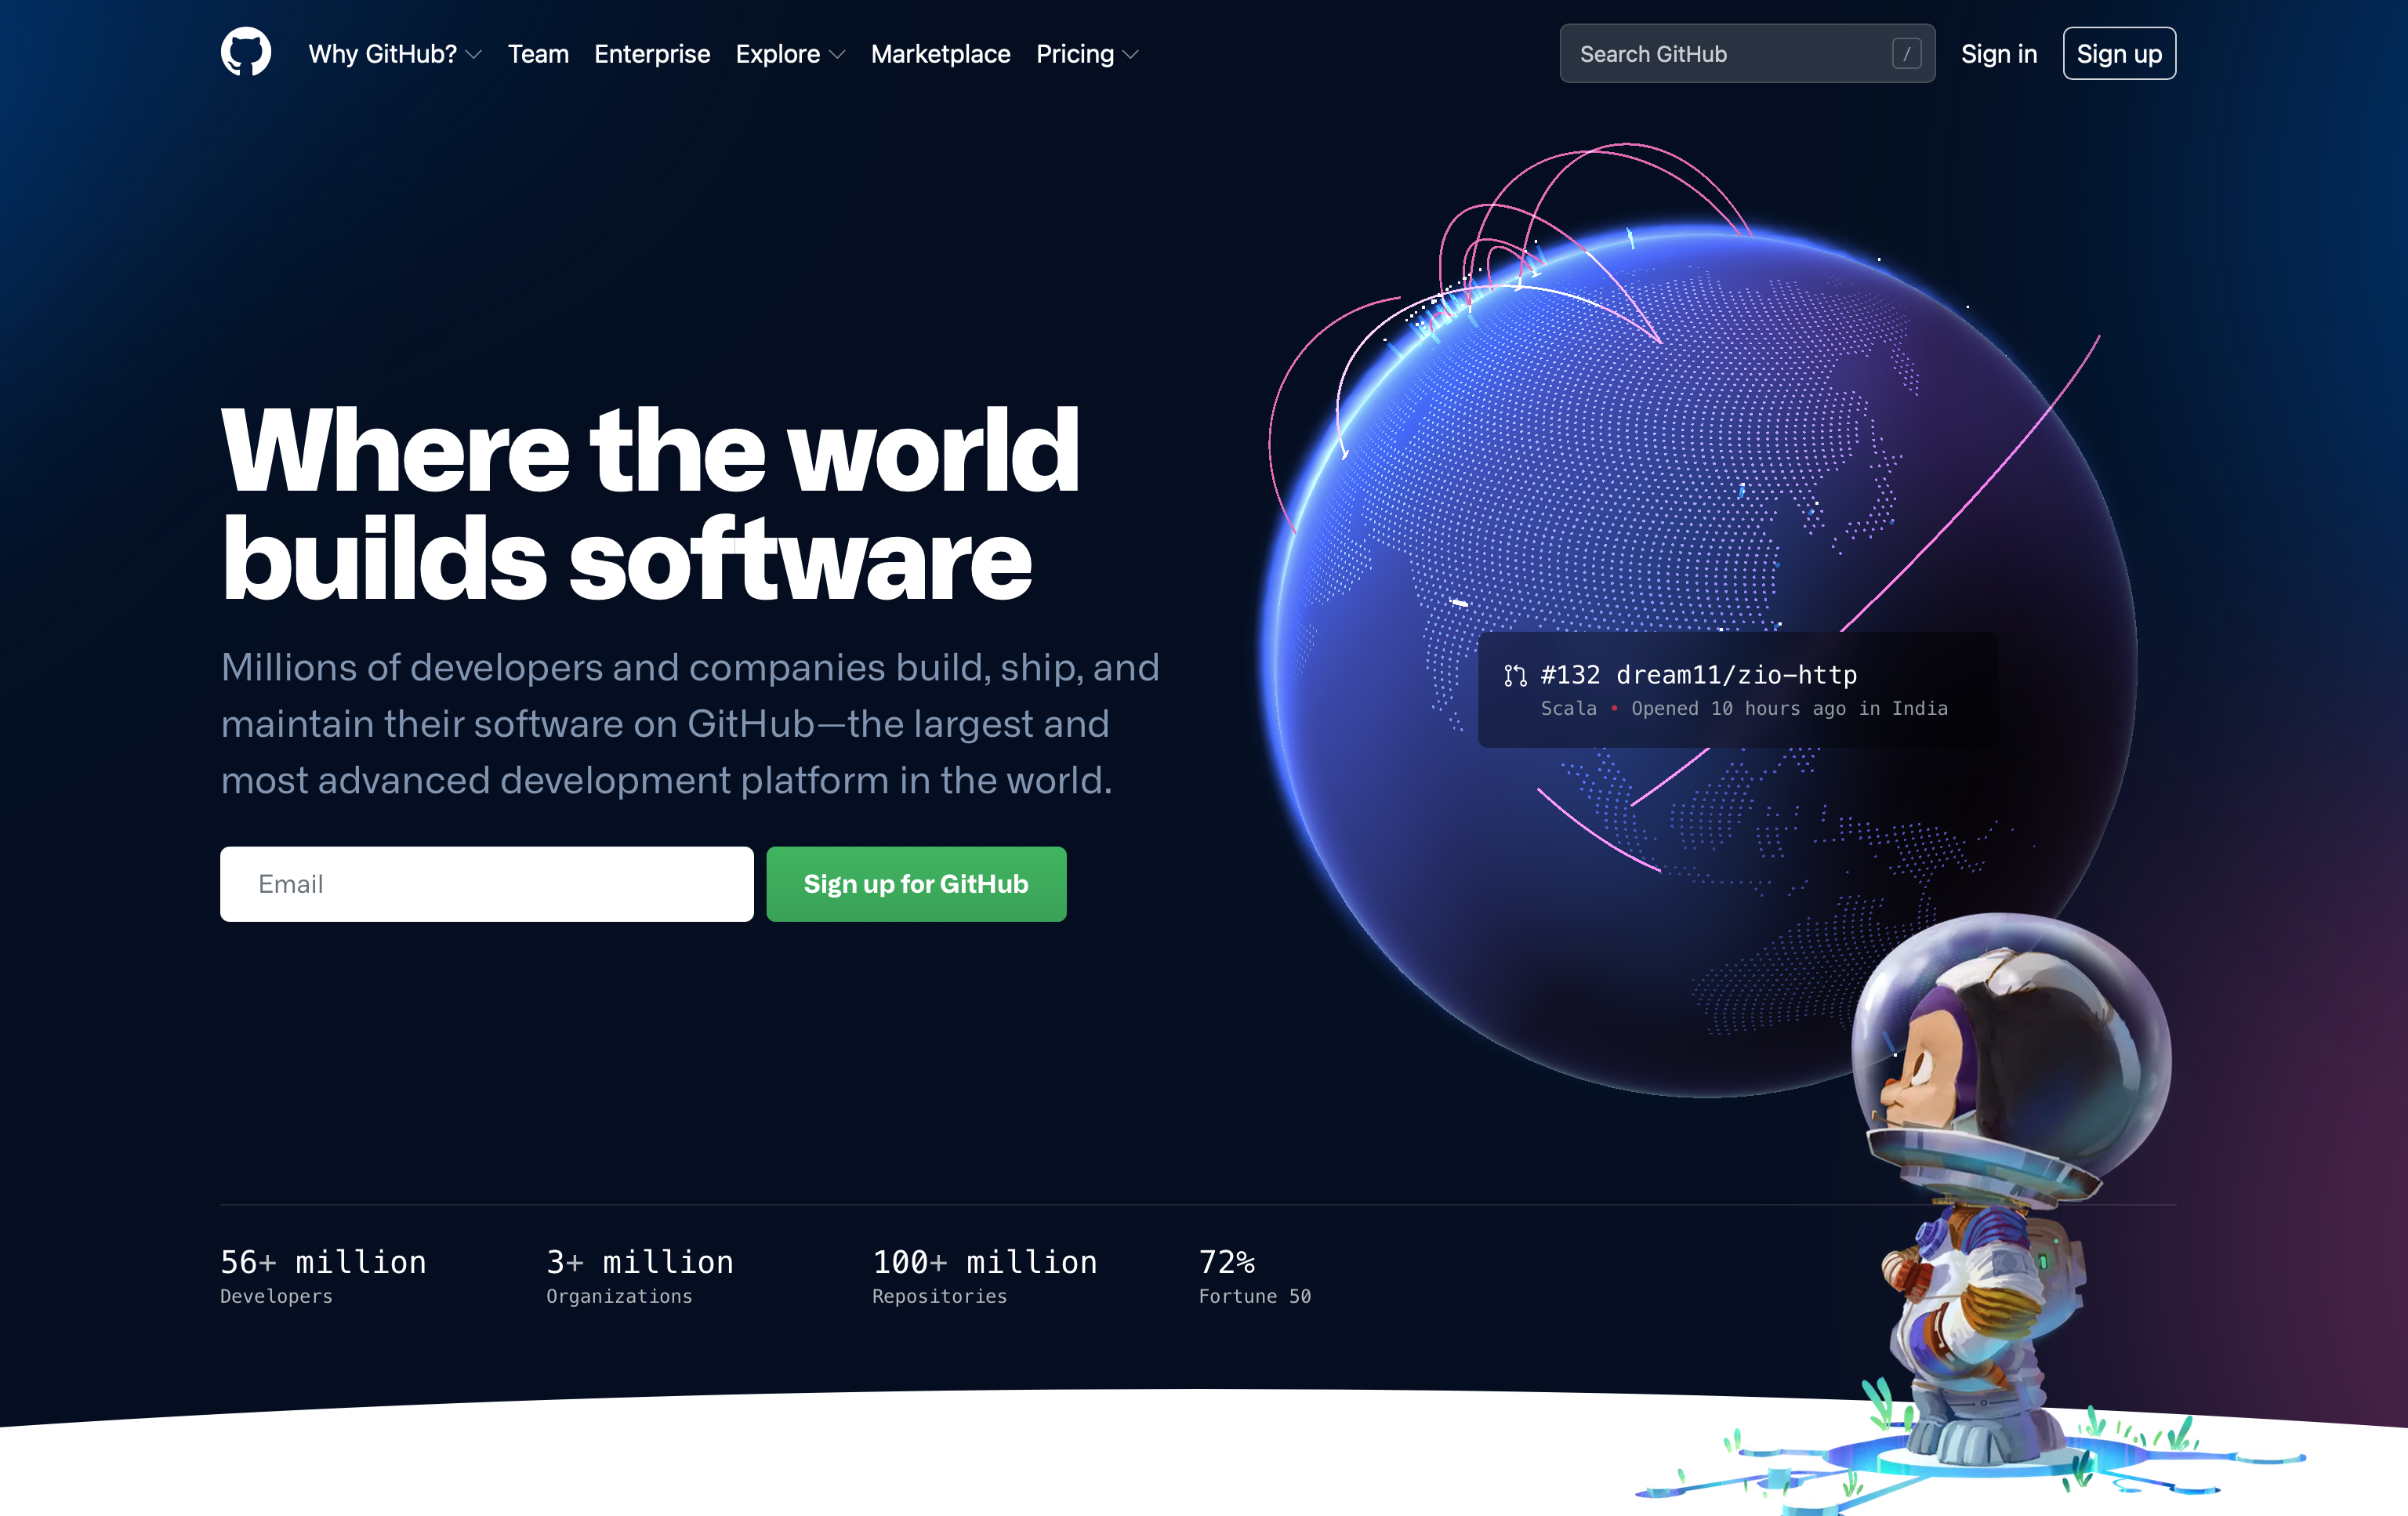 Why GitHub?
Team
Enterprise
Explore
Marketplace
Pricing
Search GitHub
/
Sign in
Sign up
Where the world
builds software
Millions of developers and companies build, ship, and
maintain their software on GitHub—the largest and
most advanced development platform in the world.
Email
Sign up for GitHub
#132 dream11/zio-http
Scala • Opened 10 hours ago in India
56+ million
Developers
3+ million
Organizations
100+ million
Repositories
72%
Fortune 50